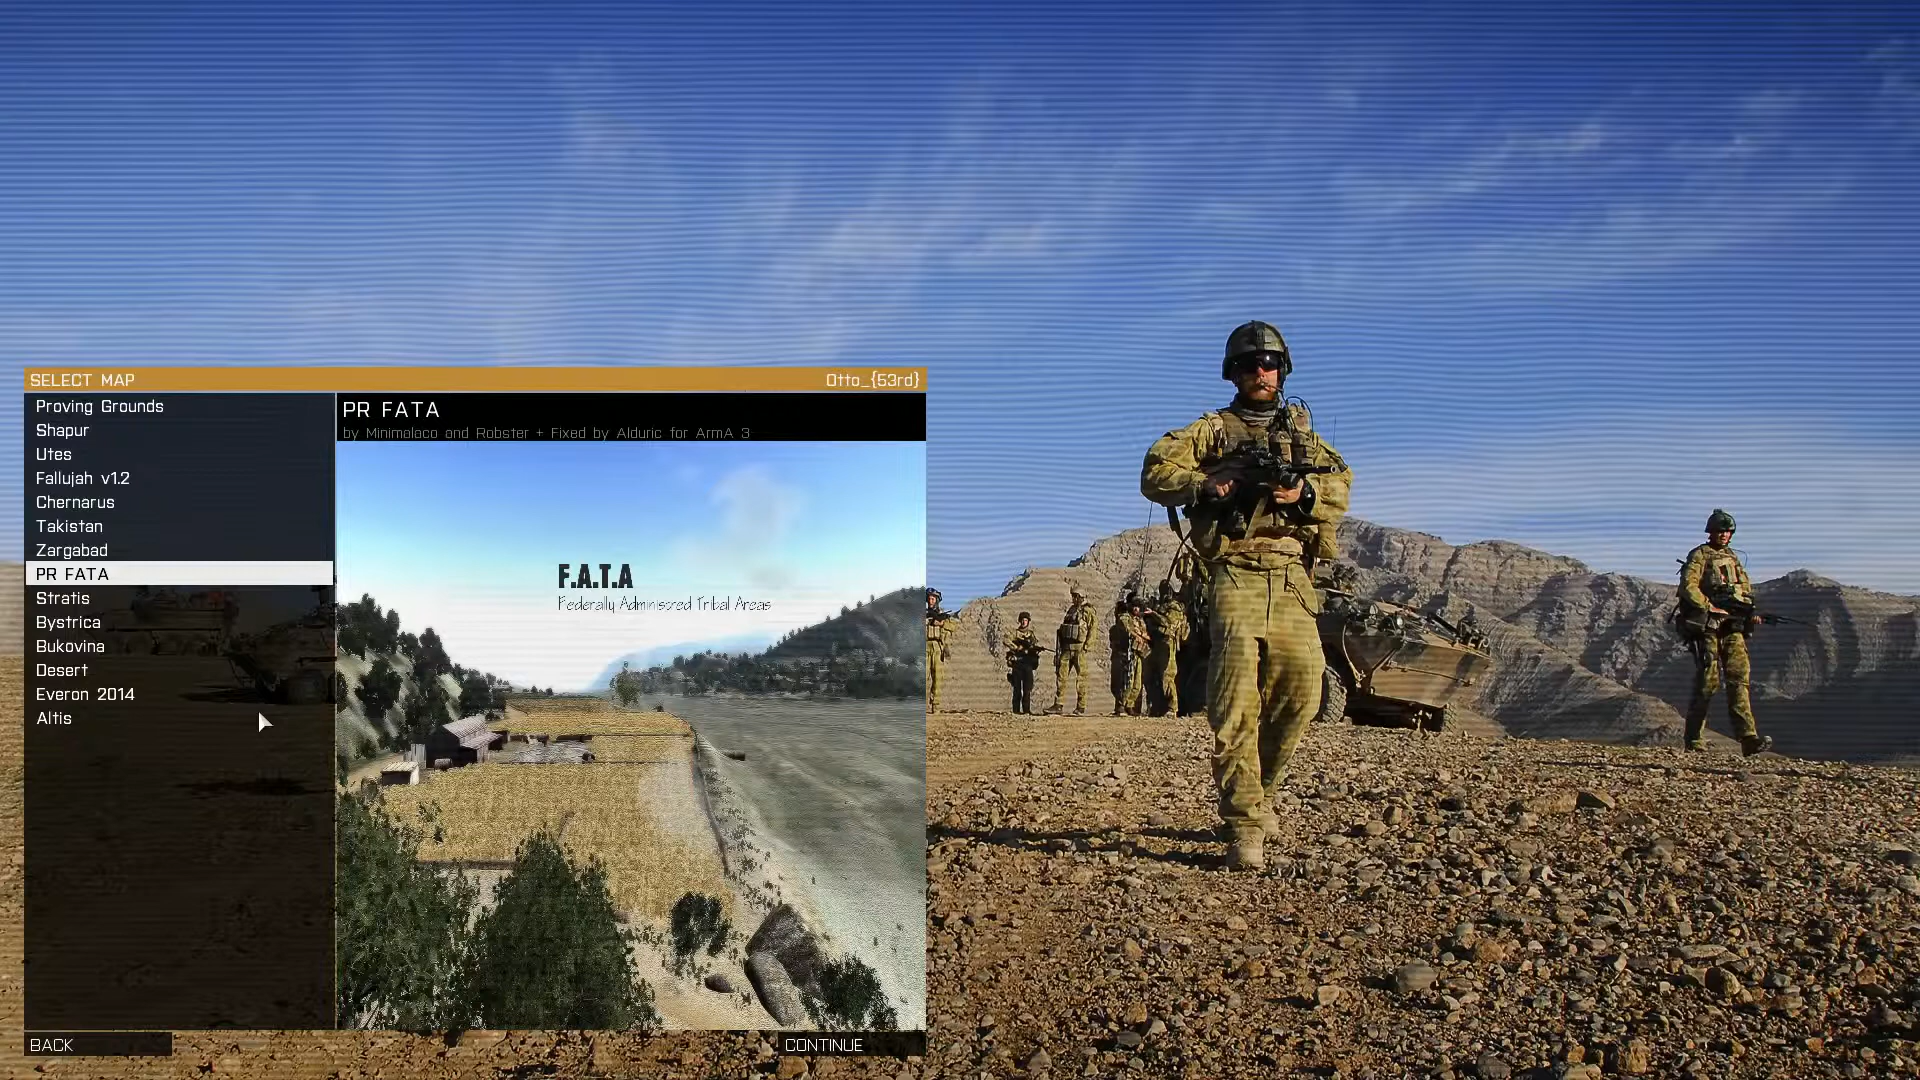 SELECT MAP
Otto_{53rd}
Proving Grounds
Shapur
Utes
Fallujah v1.2
Chernarus
Takistan
Zargabad
PR FATA
Stratis
Bystrica
Bukovina
Desert
Everon 2014
Altis
PR FATA
by Minimalaco and Robster + Fixed by Alduric for ArmA 3
F.A.T.A
Federally Adminisored Tribal Areas
BACK
CONTINUE